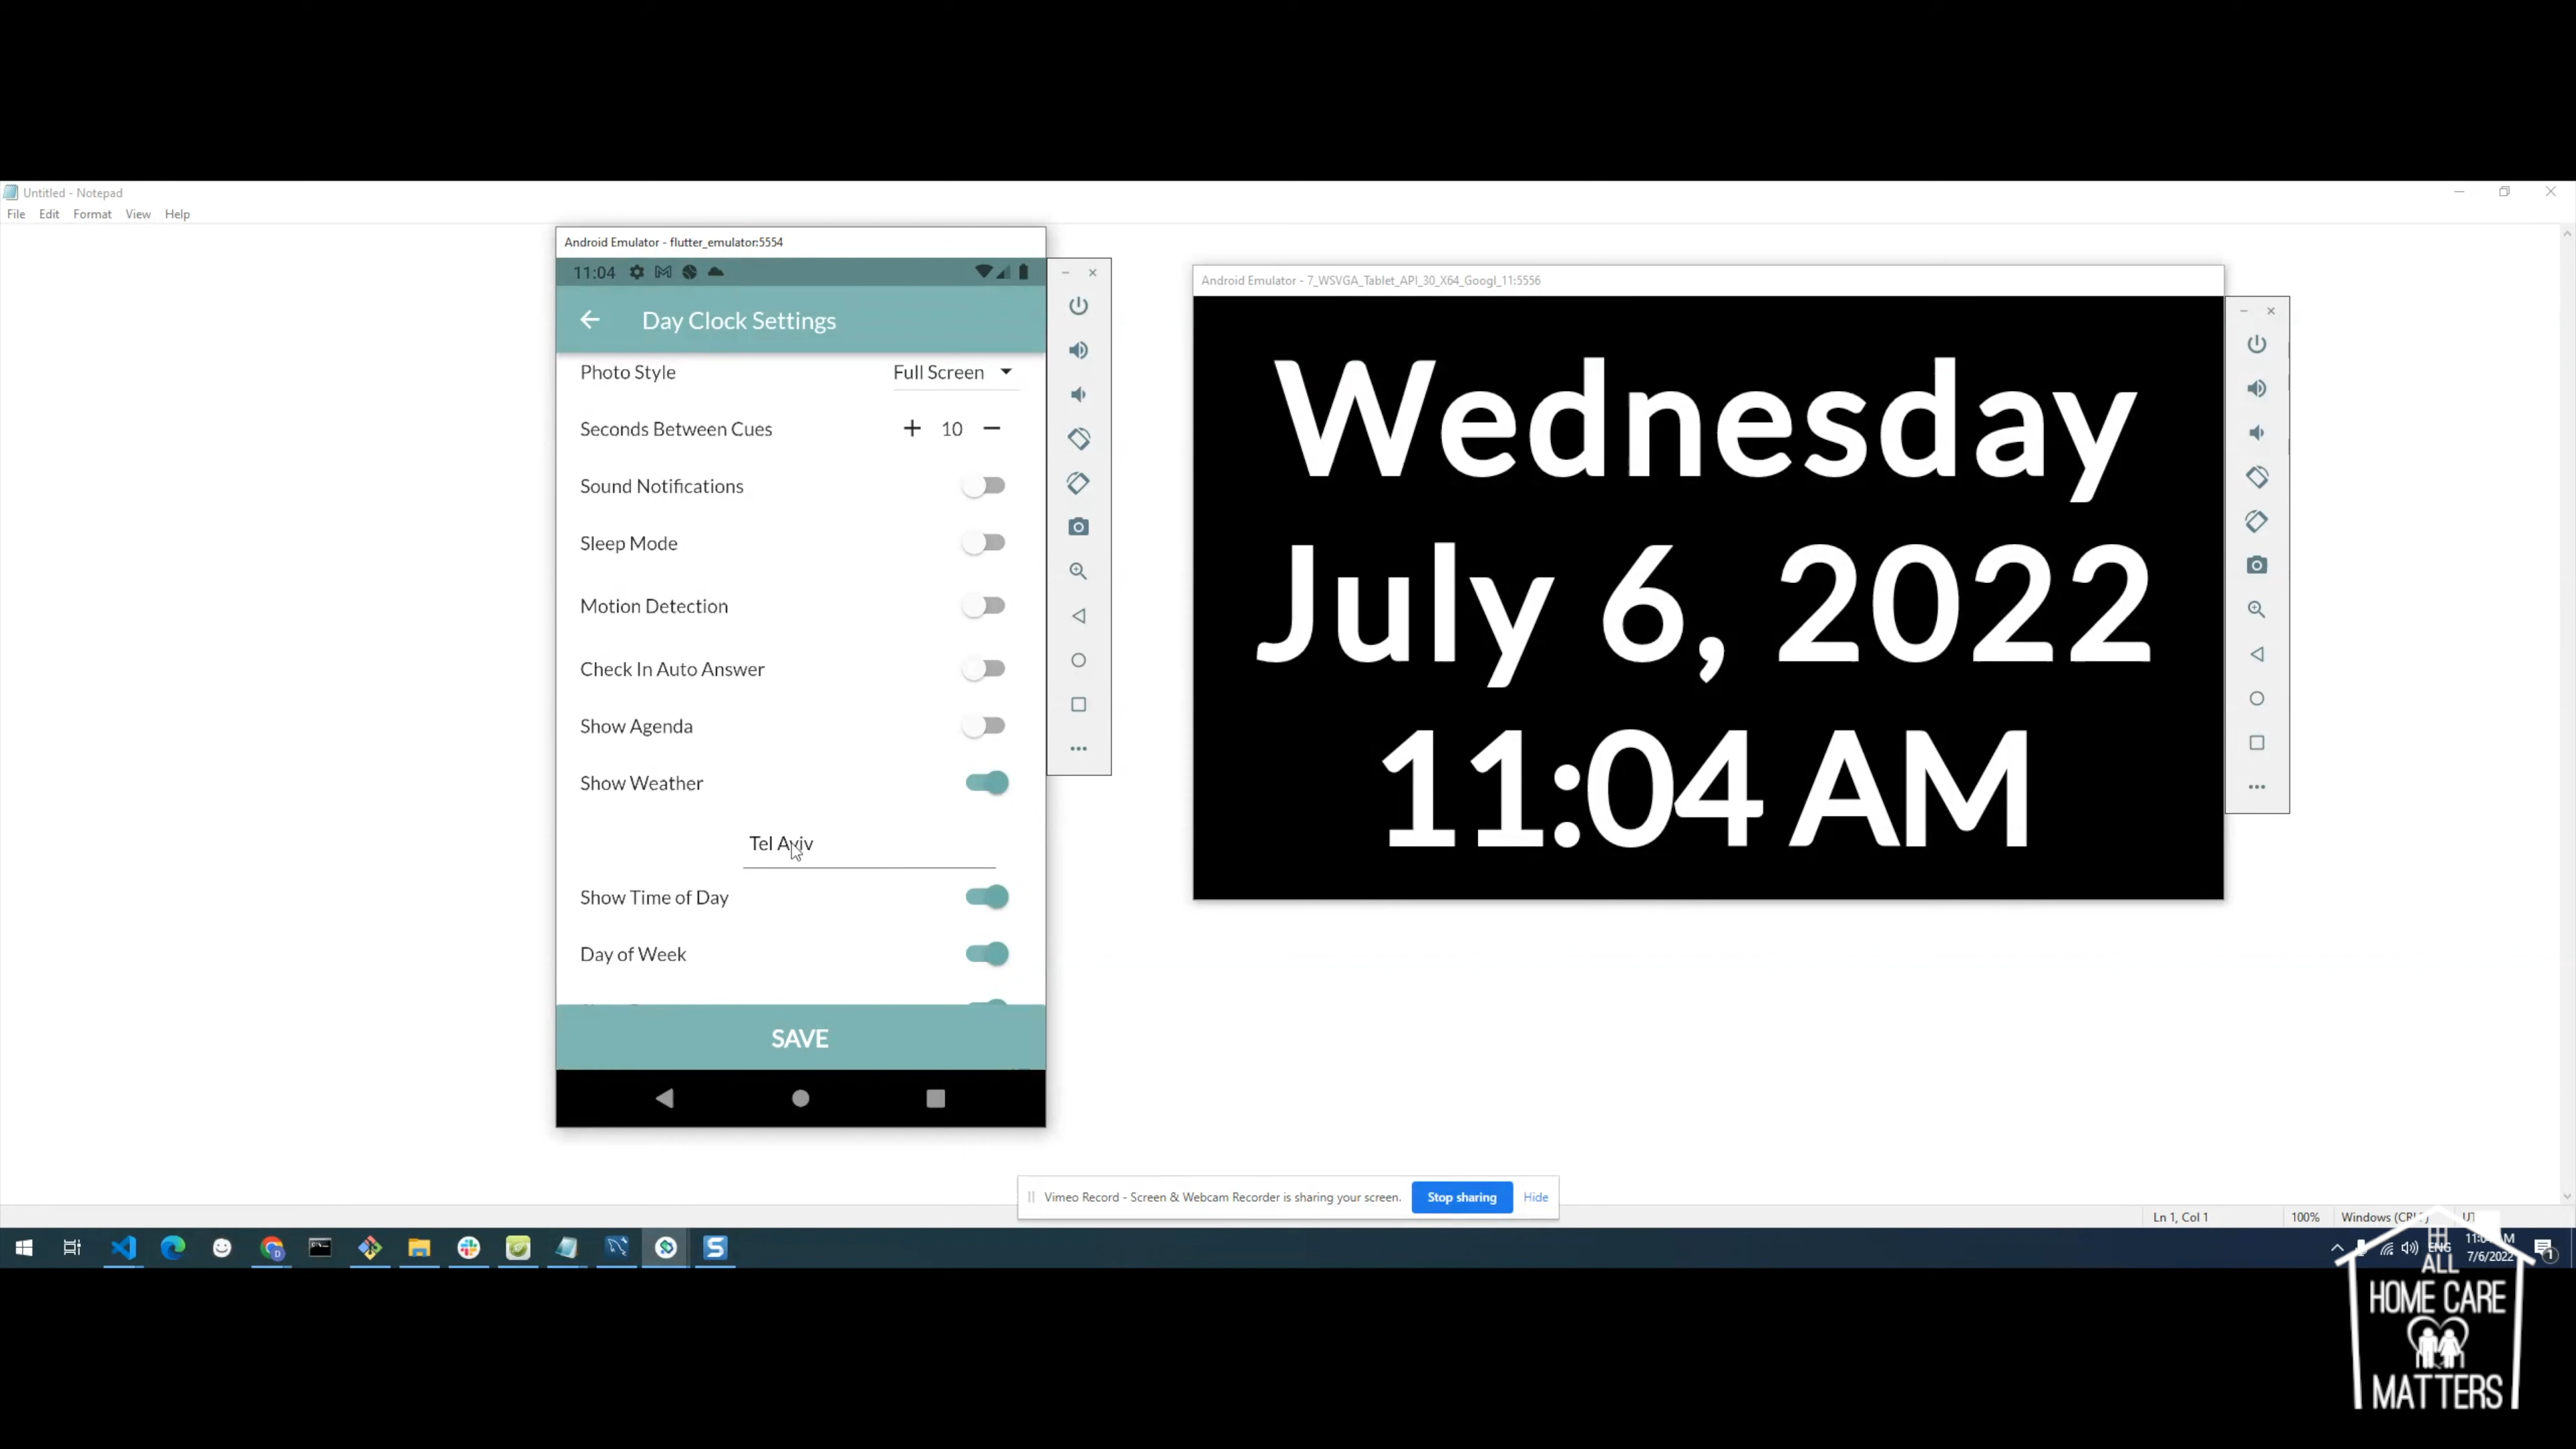 Untitled - Notepad
File Edit Format View Help
Android Emulator - flutter_emulator:5554
11:04
Day Clock Settings
Photo Style Full Screen
Seconds Between Cues + 10 −
Sound Notifications
Sleep Mode
Motion Detection
Check In Auto Answer
Show Agenda
Show Weather
Tel Aviv
Show Time of Day
Day of Week
SAVE
Android Emulator - 7_WSVGA_Tablet_API_30_X64_Googl_11:5556
Wednesday
July 6, 2022
11:04 AM
Vimeo Record - Screen & Webcam Recorder is sharing your screen. Stop sharing Hide
Ln 1, Col 1 100% Windows
ENG
7/6/2022
1
ALL
HOME CARE
MATTERS